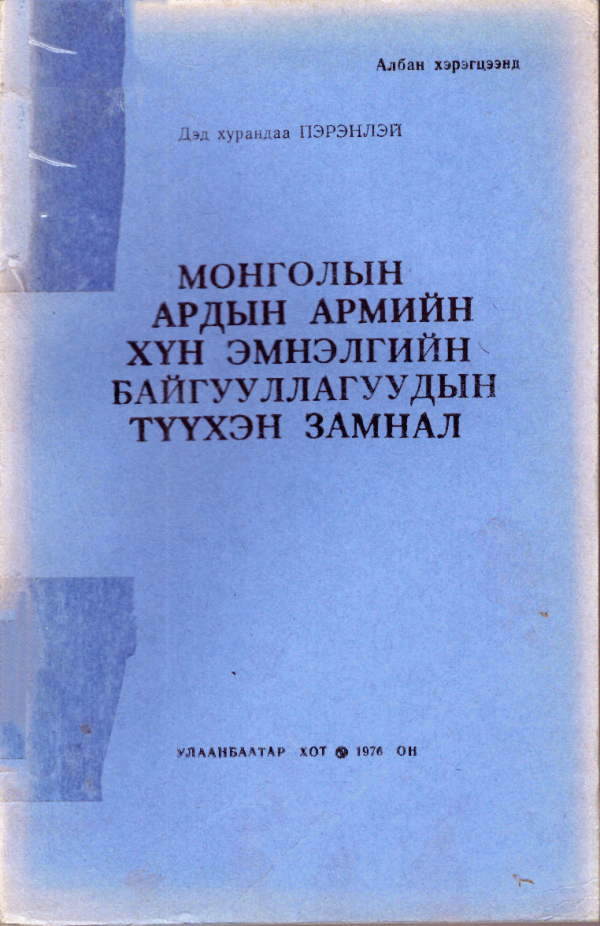 Албан хэрэгцээнд
Дэд хурандаа ПЭРЭНЛЭЙ
МОНГОЛЫН
АРДЫН АРМИЙН
ХҮН ЭМНЭЛГИЙН
БАЙГУУЛЛАГУУДЫН
ТҮҮХЭН ЗАМНАЛ
УЛААНБААТАР ХОТ 1976 ОН